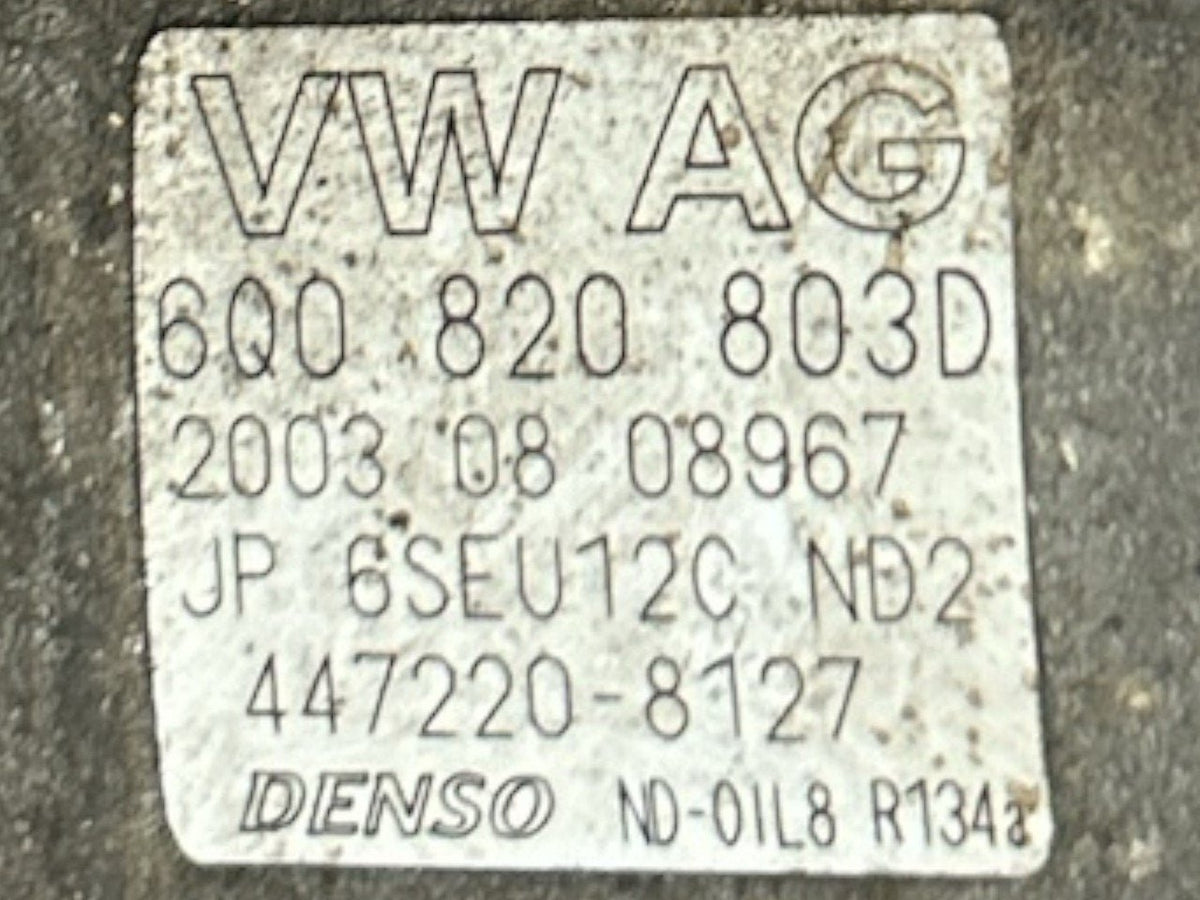 VW AG
6Q0 820 803D
2003 08 08967
JP 6SEU12C ND2
447220-8127
DENSO ND-OIL8 R134a